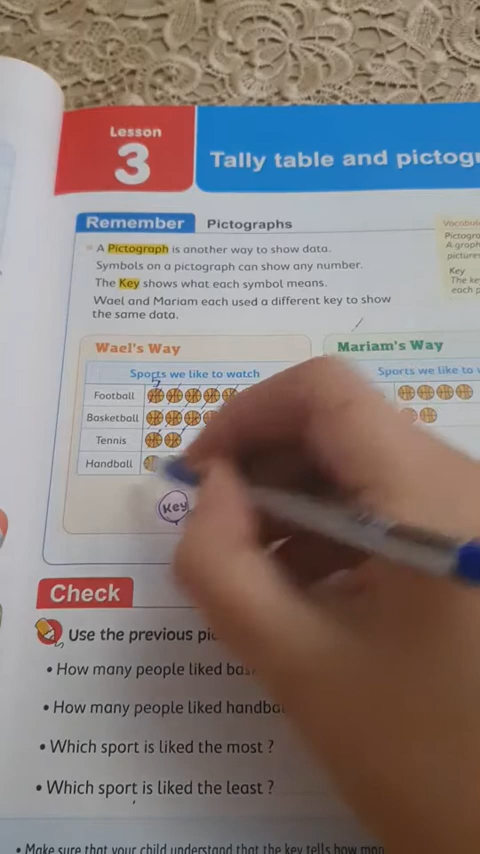 Lesson
3
Tally table and pictogr
Remember Pictographs
A Pictograph is another way to show data.
Symbols on a pictograph can show any number.
The Key shows what each symbol means.
Wael and Mariam each used a different key to show
the same data.
Vocabul
Pictogra
A graph
pictures
Key
The ke
each p
Wael's Way
Sports we like to watch
Football
Basketball
Tennis
Handball
Key
Mariam's Way
Sports we like to
Check
Use the previous pi
• How many people liked bas
• How many people liked handba
• Which sport is liked the most ?
• Which sport is liked the least ?
• Make sure that your child understand that the key tells how man